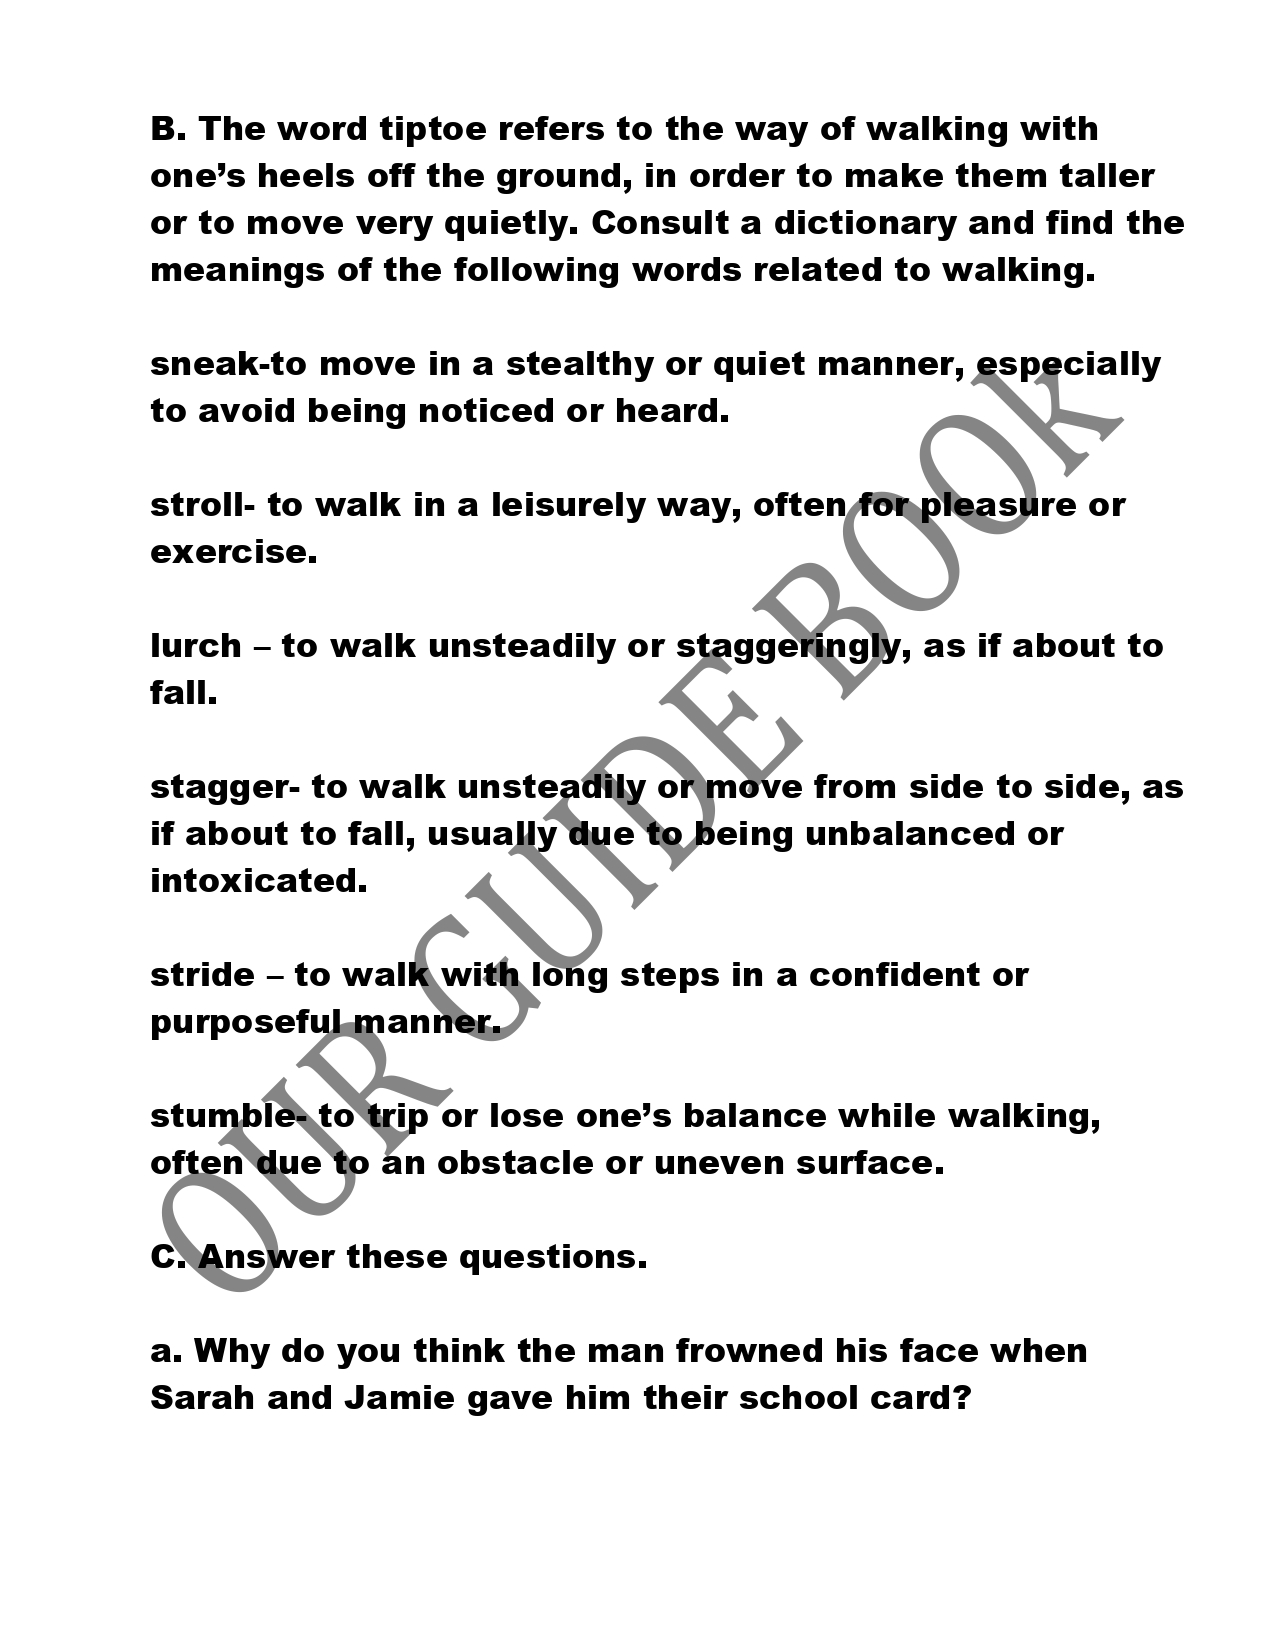 B. The word tiptoe refers to the way of walking with
one’s heels off the ground, in order to make them taller
or to move very quietly. Consult a dictionary and find the
meanings of the following words related to walking.
sneak-to move in a stealthy or quiet manner, especially
to avoid being noticed or heard.
stroll- to walk in a leisurely way, often for pleasure or
exercise.
lurch – to walk unsteadily or staggeringly, as if about to
fall.
stagger- to walk unsteadily or move from side to side, as
if about to fall, usually due to being unbalanced or
intoxicated.
stride – to walk with long steps in a confident or
purposeful manner.
stumble- to trip or lose one’s balance while walking,
often due to an obstacle or uneven surface.
C. Answer these questions.
a. Why do you think the man frowned his face when
Sarah and Jamie gave him their school card?
OUR GUIDE BOOk